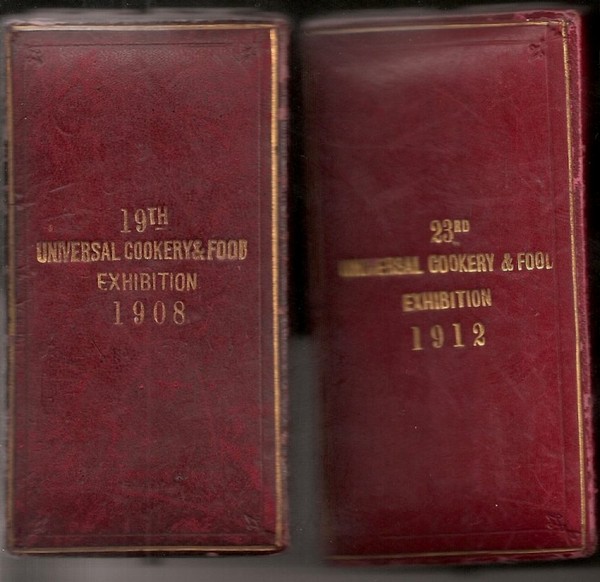 19TH
UNIVERSAL COOKERY & FOOD
EXHIBITION
1908
23RD
UNIVERSAL COOKERY & FOOD
EXHIBITION
1912